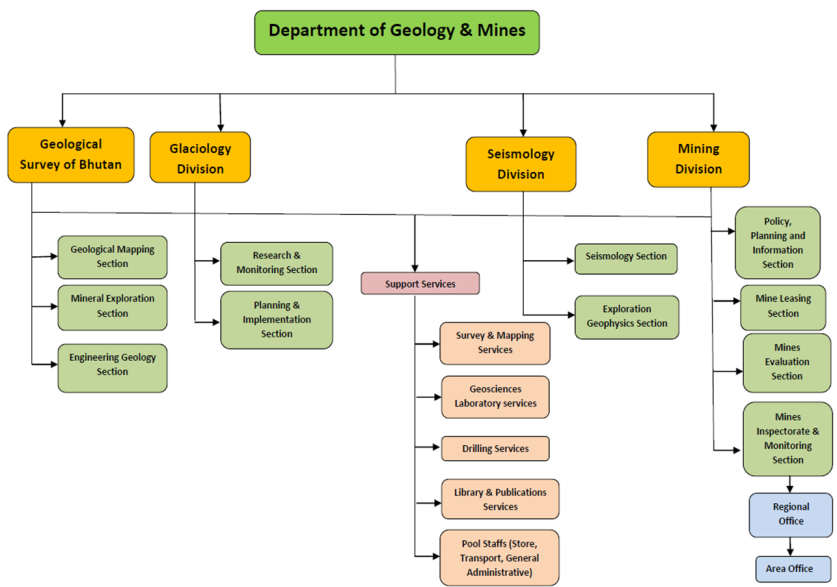 Department of Geology & Mines
Geological
Survey of Bhutan
Glaciology
Division
Seismology
Division
Mining
Division
Geological Mapping
Section
Mineral Exploration
Section
Engineering Geology
Section
Research &
Monitoring Section
Planning &
Implementation
Section
Support Services
Survey & Mapping
Services
Geosciences
Laboratory services
Drilling Services
Library & Publications
Services
Pool Staffs (Store,
Transport, General
Administrative)
Seismology Section
Exploration
Geophysics Section
Policy,
Planning and
Information
Section
Mine Leasing
Section
Mines
Evaluation
Section
Mines
Inspectorate &
Monitoring
Section
Regional
Office
Area Office